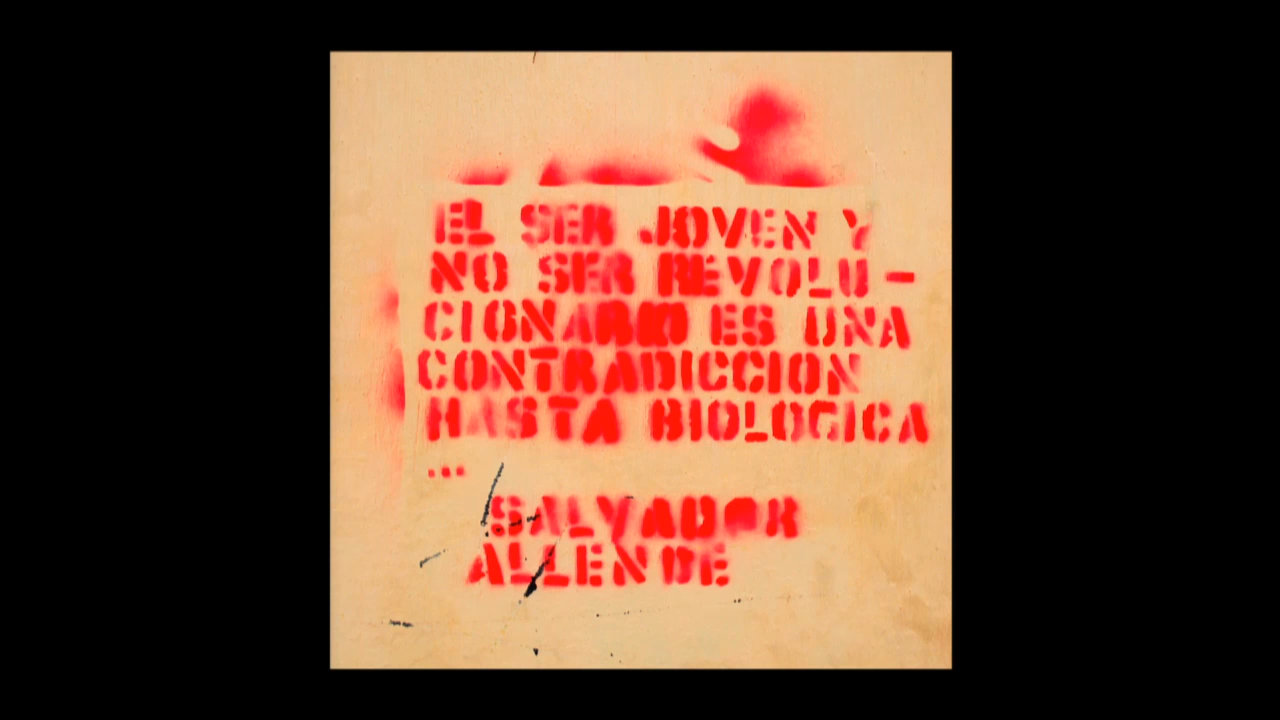 EL SER JOVEN Y
NO SER REVOLU-
CIONARIO ES UNA
CONTRADICCION
HASTA BIOLOGICA
...
SALVADOR
ALLENDE